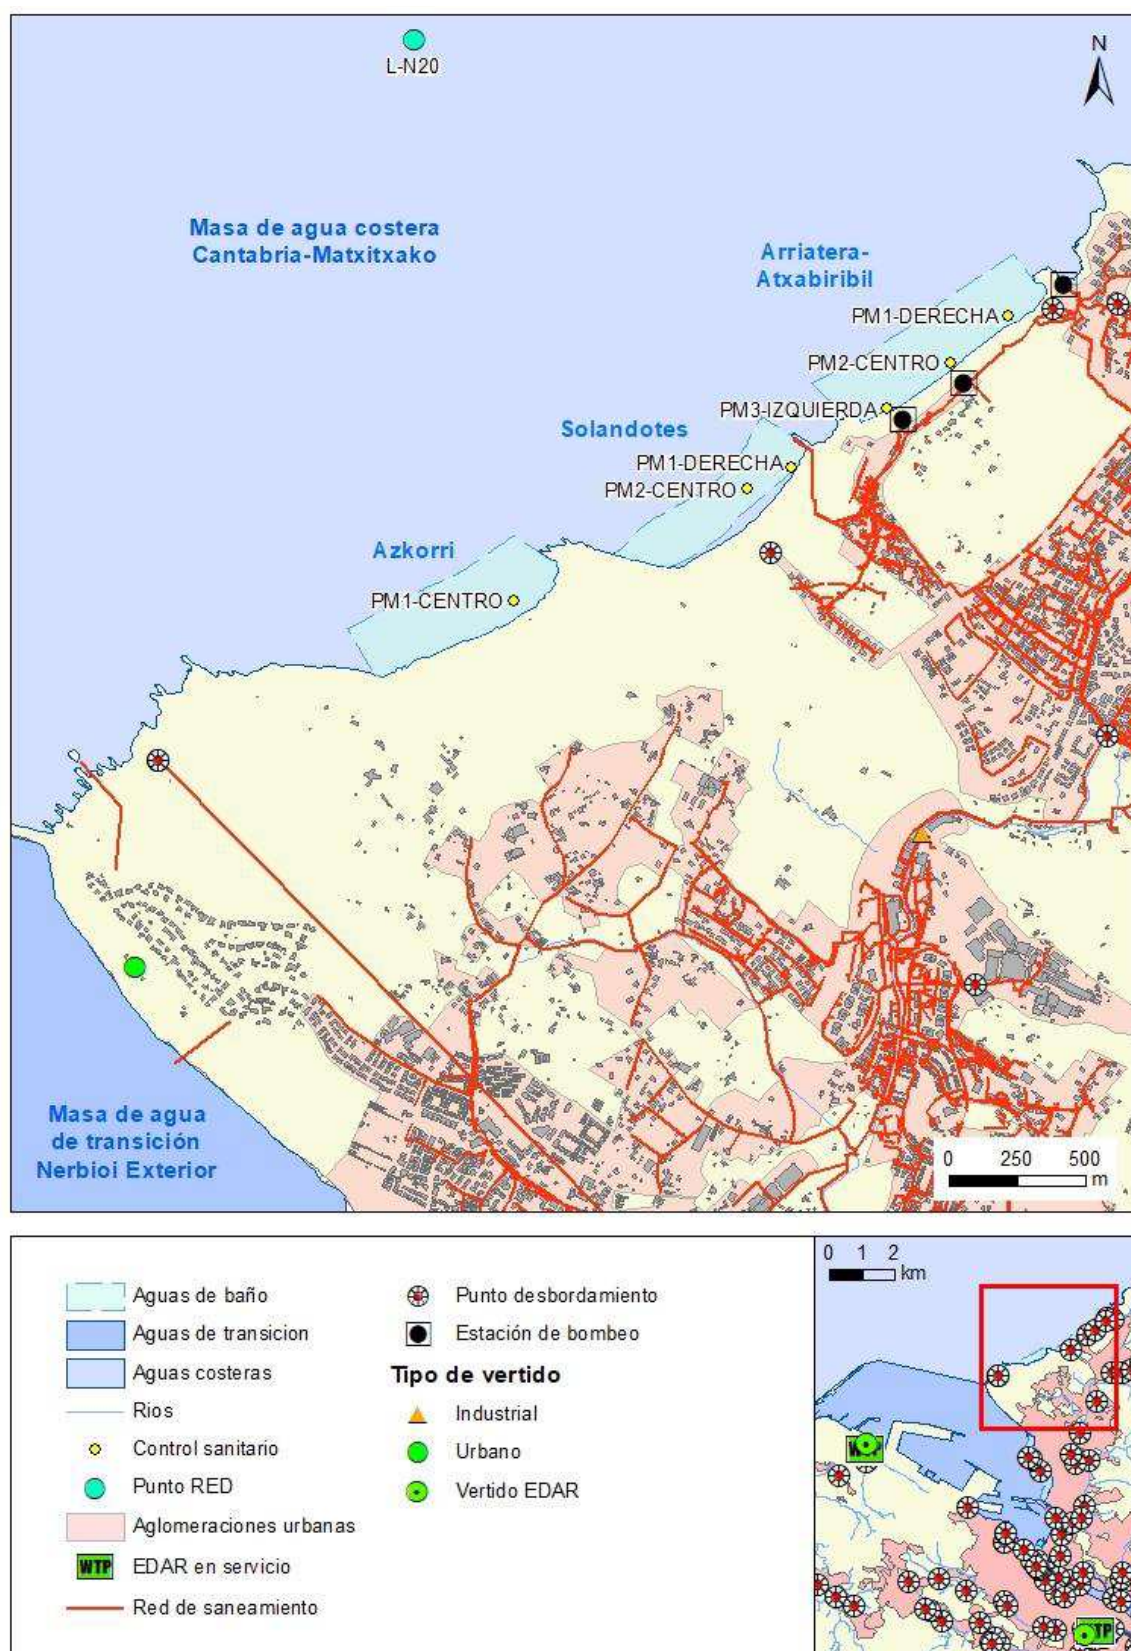 L-N20
N
Masa de agua costera
Cantabria-Matxitxako
Arriatera-
Atxabiribil
PM1-DERECHA
PM2-CENTRO
PM3-IZQUIERDA
Solandotes
PM1-DERECHA
PM2-CENTRO
Azkorri
PM1-CENTRO
Masa de agua
de transición
Nerbioi Exterior
0 250 500
m
Aguas de baño
Aguas de transicion
Aguas costeras
Rios
Control sanitario
Punto RED
Aglomeraciones urbanas
WTP EDAR en servicio
Red de saneamiento
Punto desbordamiento
Estación de bombeo
Tipo de vertido
Industrial
Urbano
Vertido EDAR
0 1 2
km
WTP
WTP